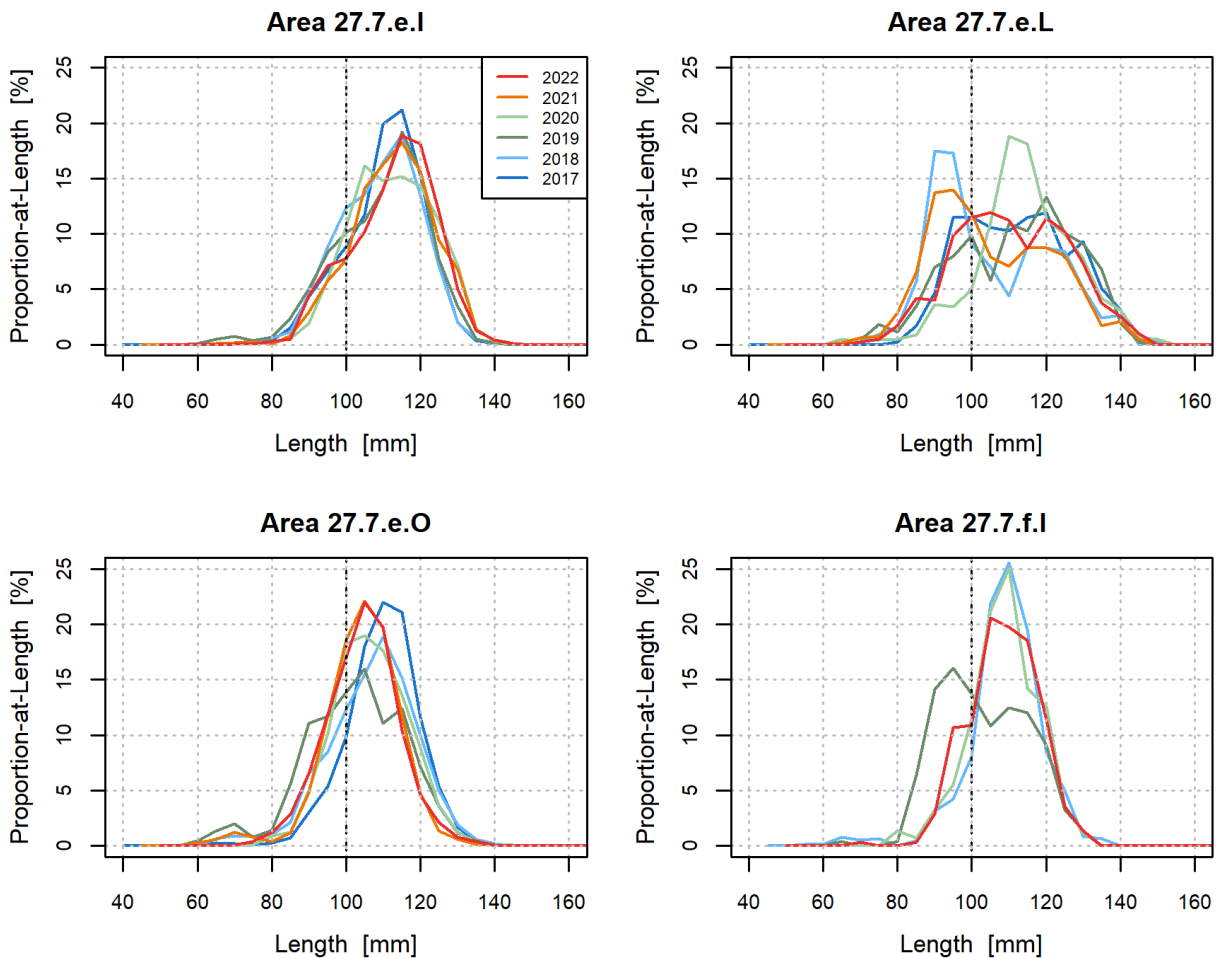 Area 27.7.e.I
Proportion-at-Length [%]
25
20
15
10
5
0
2022
2021
2020
2019
2018
2017
40 60 80 100 120 140 160
Length [mm]
Area 27.7.e.L
Proportion-at-Length [%]
25
20
15
10
5
0
40 60 80 100 120 140 160
Length [mm]
Area 27.7.e.O
Proportion-at-Length [%]
25
20
15
10
5
0
40 60 80 100 120 140 160
Length [mm]
Area 27.7.f.I
Proportion-at-Length [%]
25
20
15
10
5
0
40 60 80 100 120 140 160
Length [mm]